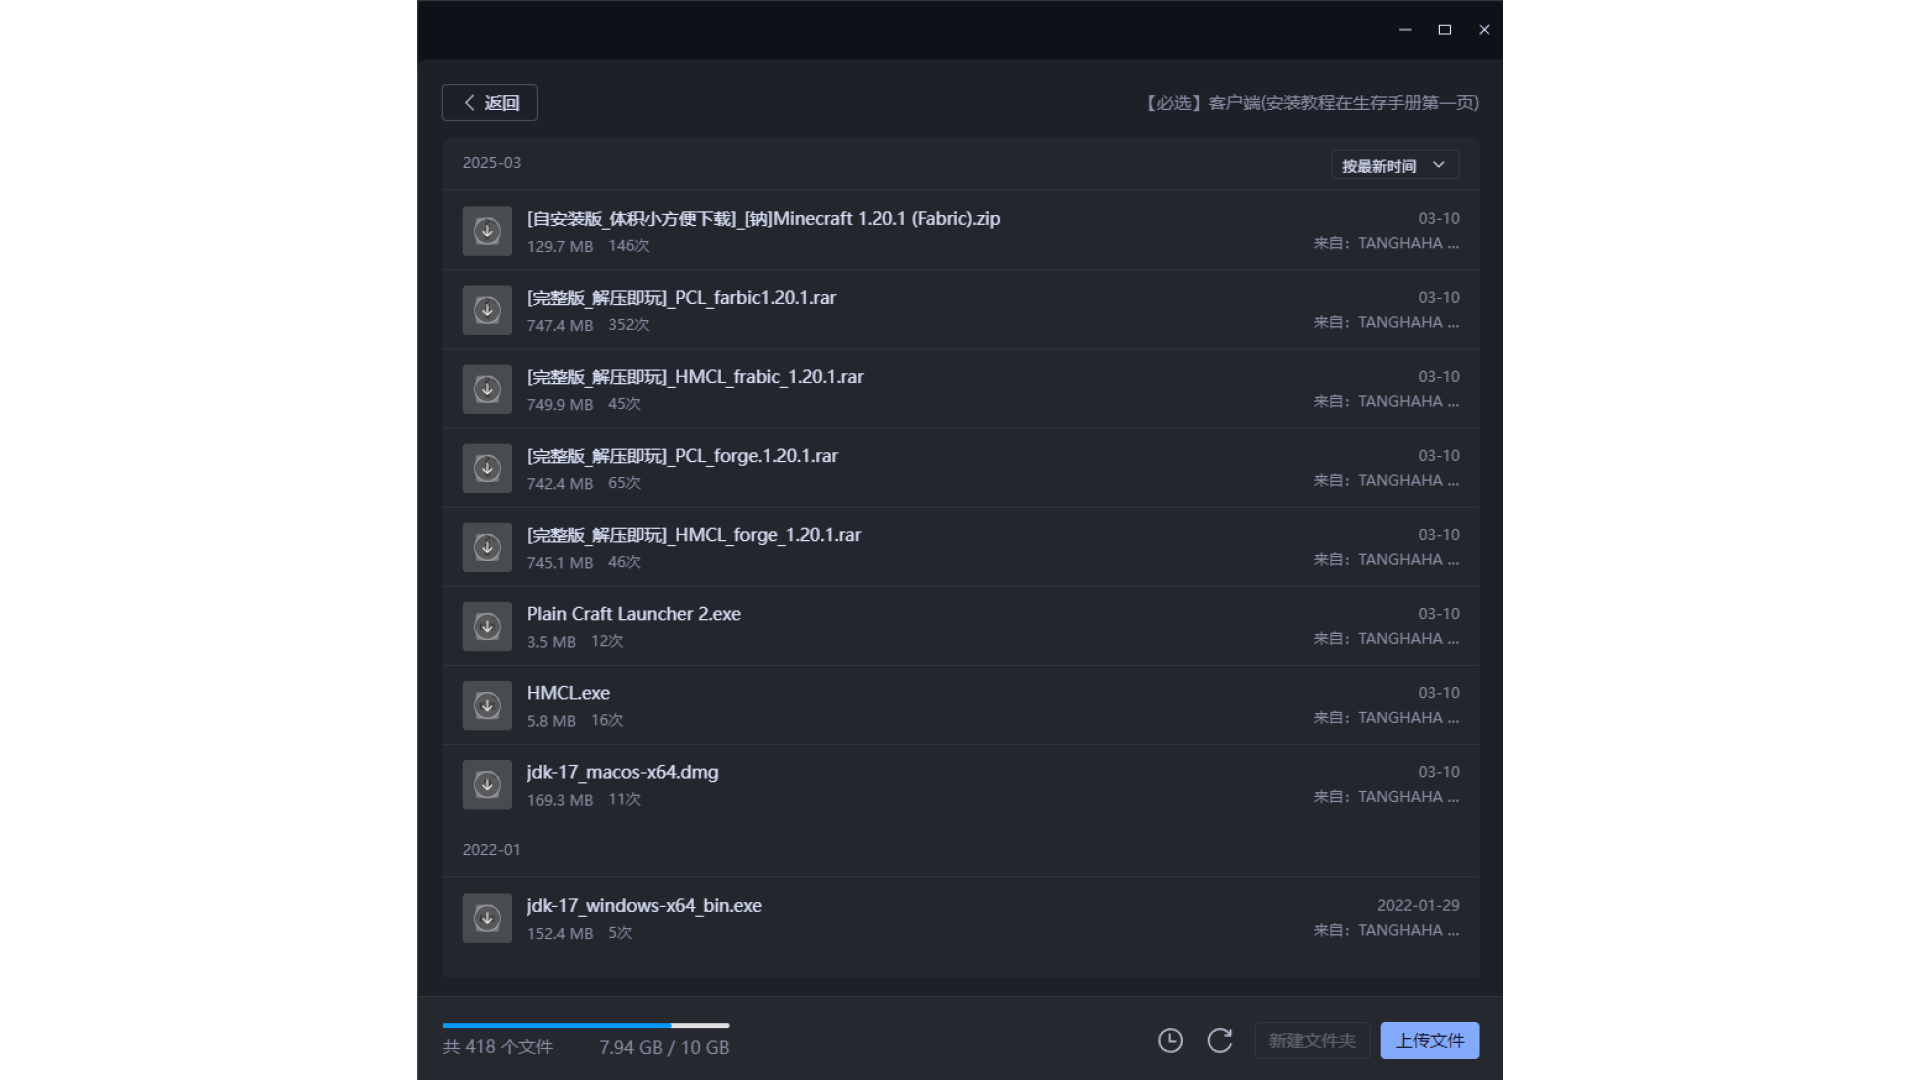 返回
【必选】客户端(安装教程在生存手册第一页)
2025-03
按最新时间
[自安装版_体积小方便下载]_[钠]Minecraft 1.20.1 (Fabric).zip
03-10
129.7 MB 146次
来自：TANGHAHA ...
[完整版_解压即玩]_PCL_farbic1.20.1.rar
03-10
747.4 MB 352次
来自：TANGHAHA ...
[完整版_解压即玩]_HMCL_frabic_1.20.1.rar
03-10
749.9 MB 45次
来自：TANGHAHA ...
[完整版_解压即玩]_PCL_forge.1.20.1.rar
03-10
742.4 MB 65次
来自：TANGHAHA ...
[完整版_解压即玩]_HMCL_forge_1.20.1.rar
03-10
745.1 MB 46次
来自：TANGHAHA ...
Plain Craft Launcher 2.exe
03-10
3.5 MB 12次
来自：TANGHAHA ...
HMCL.exe
03-10
5.8 MB 16次
来自：TANGHAHA ...
jdk-17_macos-x64.dmg
03-10
169.3 MB 11次
来自：TANGHAHA ...
2022-01
jdk-17_windows-x64_bin.exe
2022-01-29
152.4 MB 5次
来自：TANGHAHA ...
共 418 个文件 7.94 GB / 10 GB
新建文件夹
上传文件